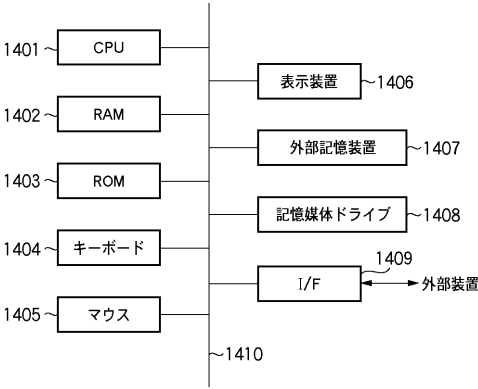 1401 CPU
1402 RAM
1403 ROM
1404 キーボード
1405 マウス
表示装置 1406
外部記憶装置 1407
記憶媒体ドライブ 1408
1409
I/F 外部装置
1410